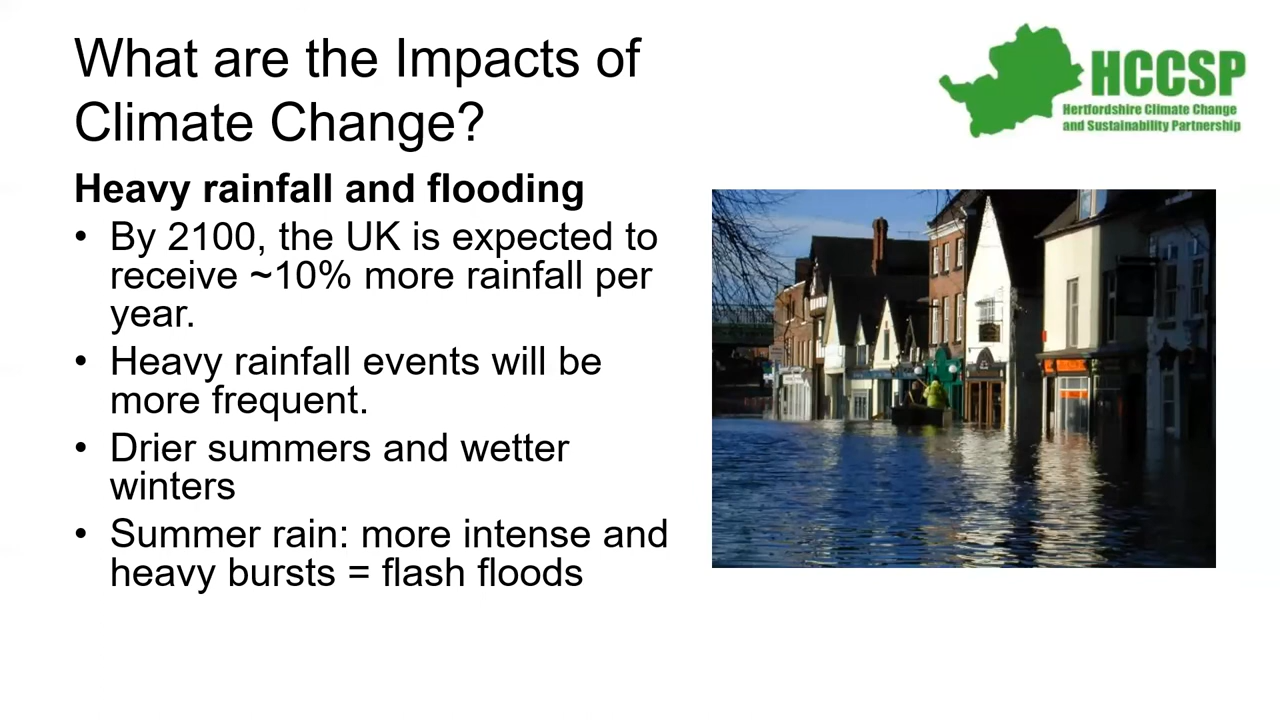 What are the Impacts of
Climate Change?
HCCSP
Hertfordshire Climate Change
and Sustainability Partnership
Heavy rainfall and flooding
• By 2100, the UK is expected to
receive ~10% more rainfall per
year.
• Heavy rainfall events will be
more frequent.
• Drier summers and wetter
winters
• Summer rain: more intense and
heavy bursts = flash floods